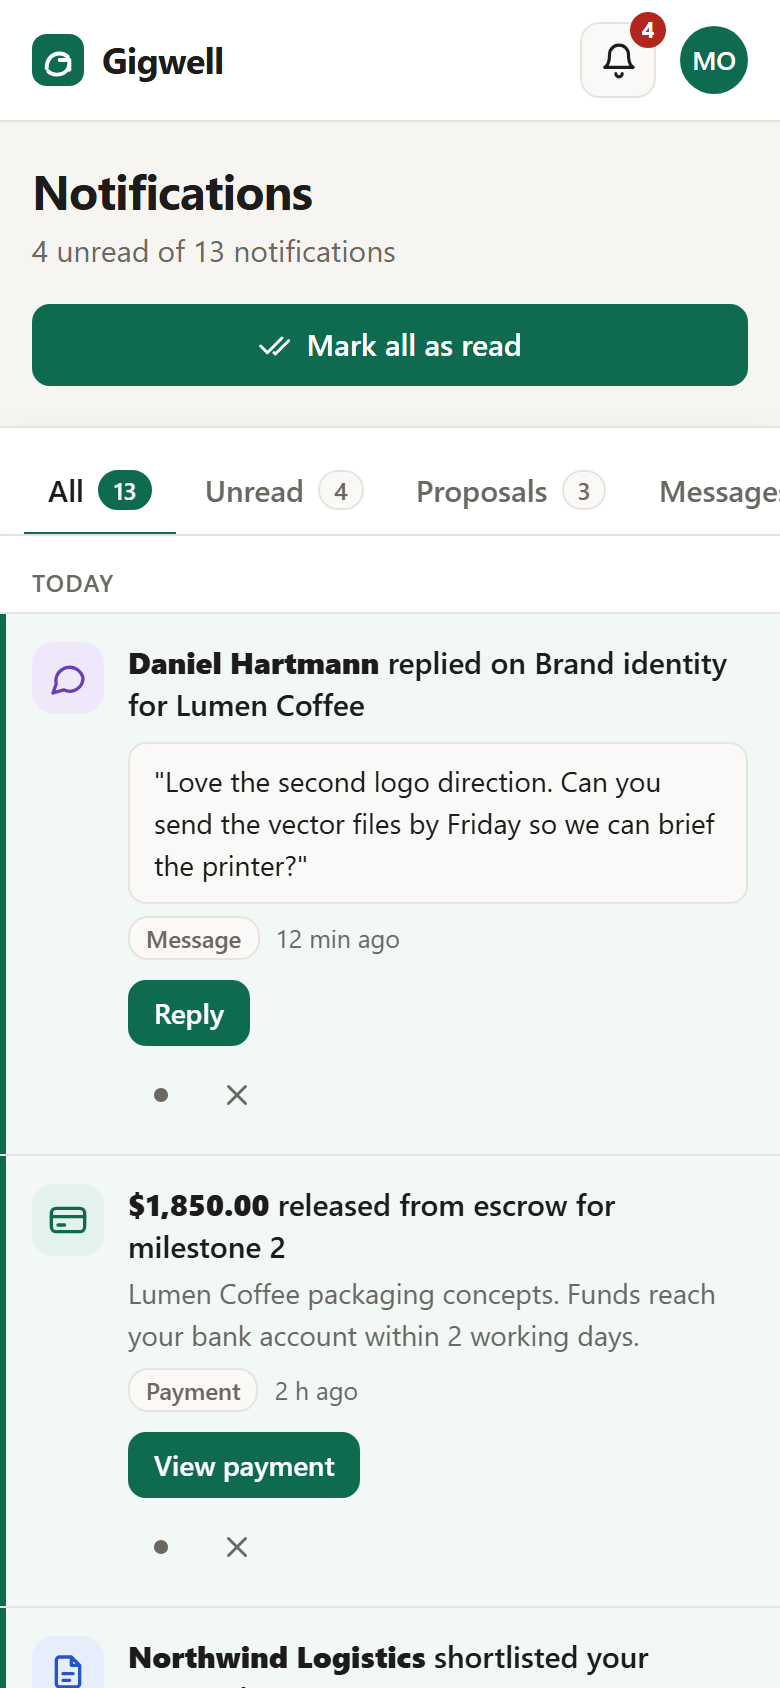 Gigwell
4
MO
Notifications
4 unread of 13 notifications
Mark all as read
All 13 Unread 4 Proposals 3 Messages
TODAY
Daniel Hartmann replied on Brand identity
for Lumen Coffee
"Love the second logo direction. Can you
send the vector files by Friday so we can brief
the printer?"
Message 12 min ago
Reply
$1,850.00 released from escrow for
milestone 2
Lumen Coffee packaging concepts. Funds reach
your bank account within 2 working days.
Payment 2 h ago
View payment
Northwind Logistics shortlisted your